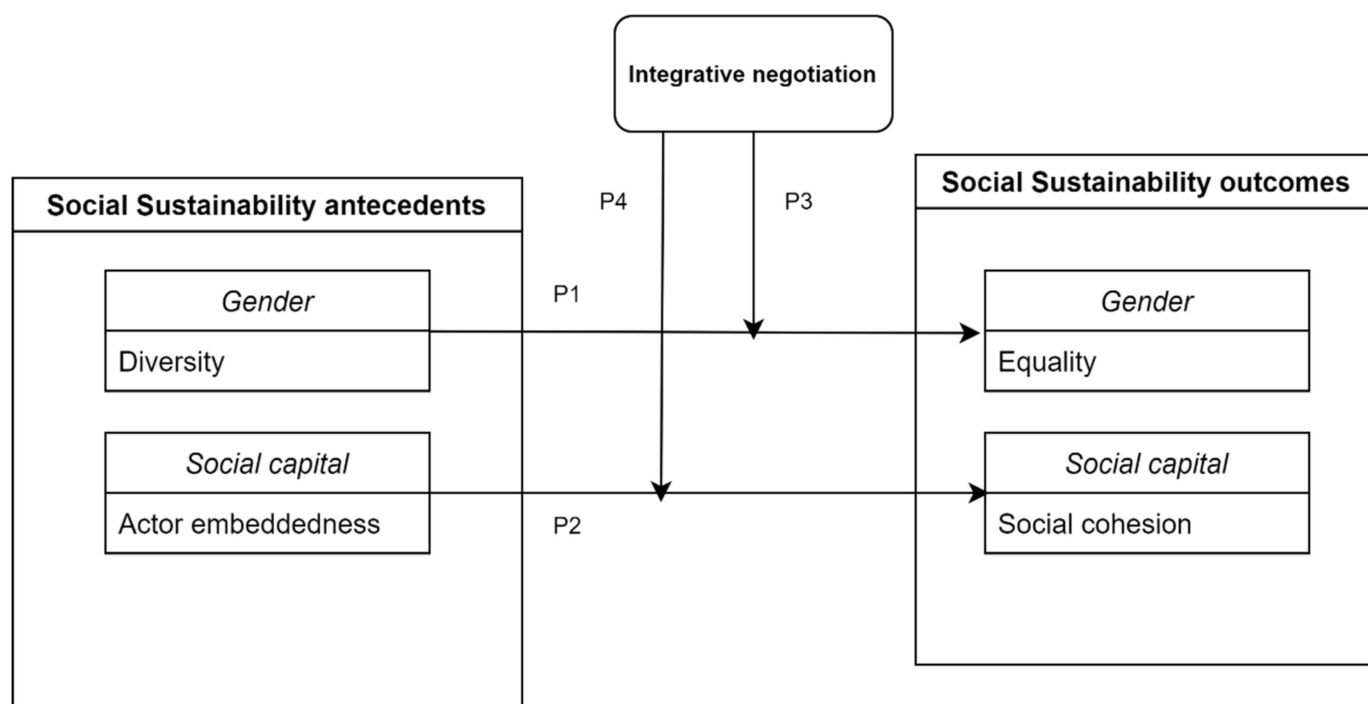 Integrative negotiation
P4
P3
Social Sustainability antecedents
Gender
Diversity
Social capital
Actor embeddedness
P1
P2
Social Sustainability outcomes
Gender
Equality
Social capital
Social cohesion